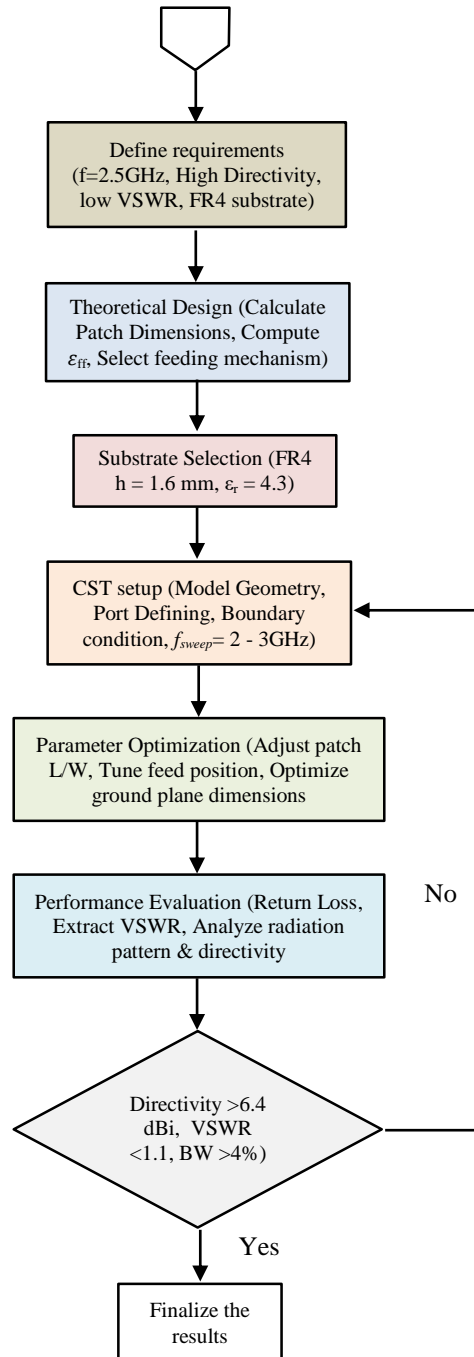 Define requirements
(f=2.5GHz, High Directivity,
low VSWR, FR4 substrate)
Theoretical Design (Calculate
Patch Dimensions, Compute
ℰff, Select feeding mechanism)
Substrate Selection (FR4
h = 1.6 mm, εr = 4.3)
CST setup (Model Geometry,
Port Defining, Boundary
condition, fsweep= 2 - 3GHz)
Parameter Optimization (Adjust patch
L/W, Tune feed position, Optimize
ground plane dimensions
Performance Evaluation (Return Loss,
Extract VSWR, Analyze radiation
pattern & directivity
No
Directivity >6.4
dBi, VSWR
<1.1, BW >4%)
Yes
Finalize the
results